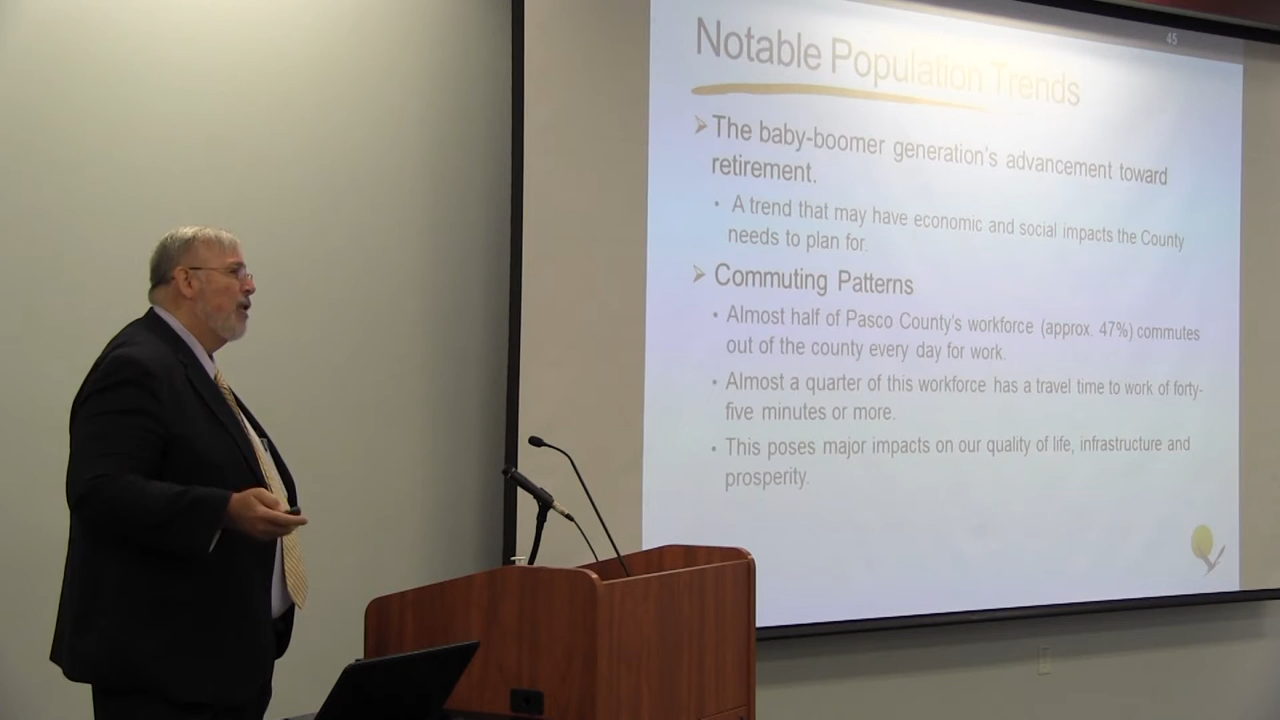 45
Notable Population Trends
The baby-boomer generation's advancement toward
retirement.
• A trend that may have economic and social impacts the County
needs to plan for.
Commuting Patterns
• Almost half of Pasco County's workforce (approx. 47%) commutes
out of the county every day for work.
• Almost a quarter of this workforce has a travel time to work of forty-
five minutes or more.
• This poses major impacts on our quality of life, infrastructure and
prosperity.